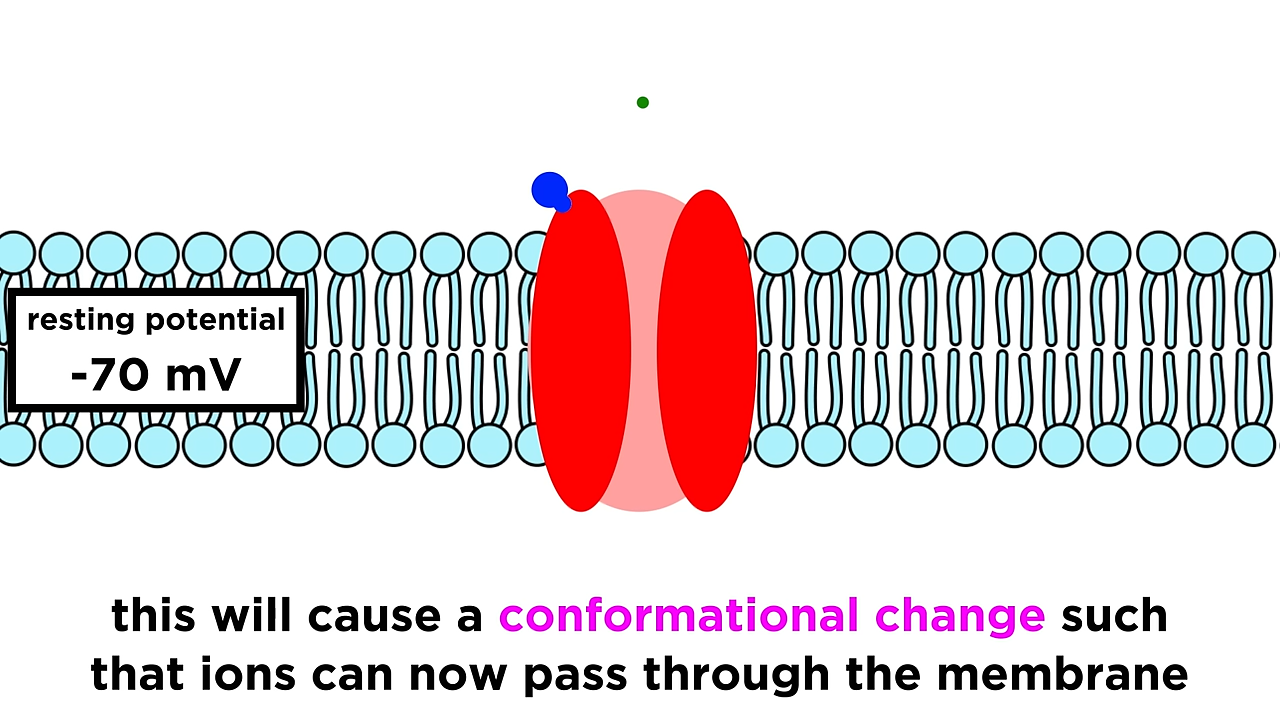 resting potential
-70 mV
this will cause a conformational change such
that ions can now pass through the membrane